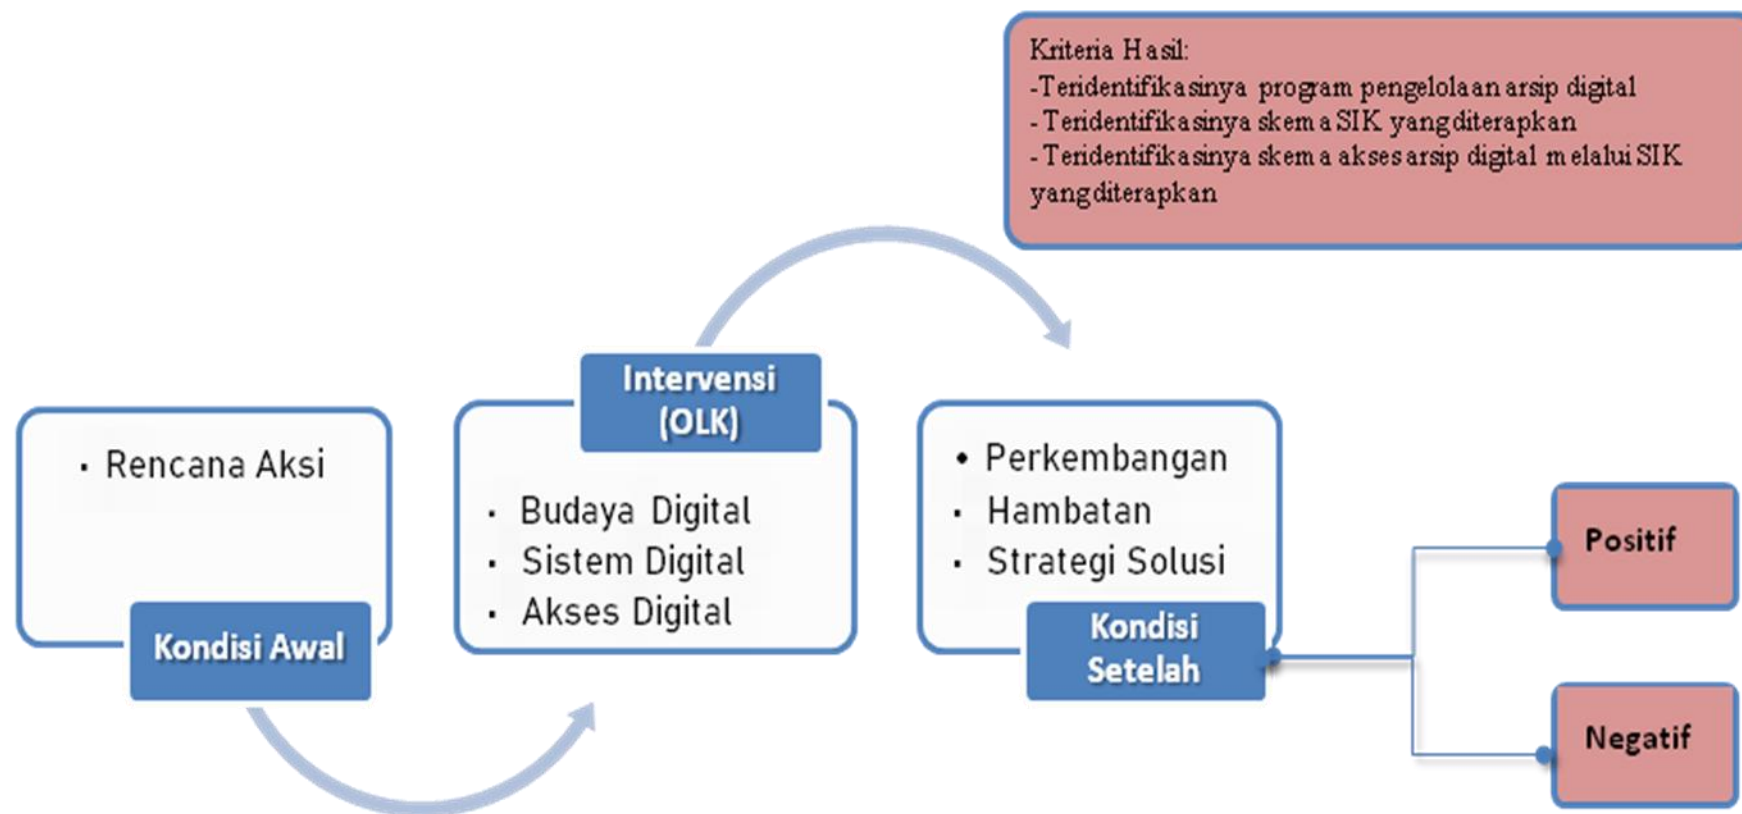 Kriteria Hasil:
-Teridentifikasinya program pengelolaan arsip digital
- Teridentifikasinya skema SIK yang diterapkan
- Teridentifikasinya skema akses arsip digital melalui SIK
yang diterapkan
· Rencana Aksi
Kondisi Awal
Intervensi
(OLK)
· Budaya Digital
· Sistem Digital
· Akses Digital
• Perkembangan
· Hambatan
· Strategi Solusi
Kondisi
Setelah
Positif
Negatif